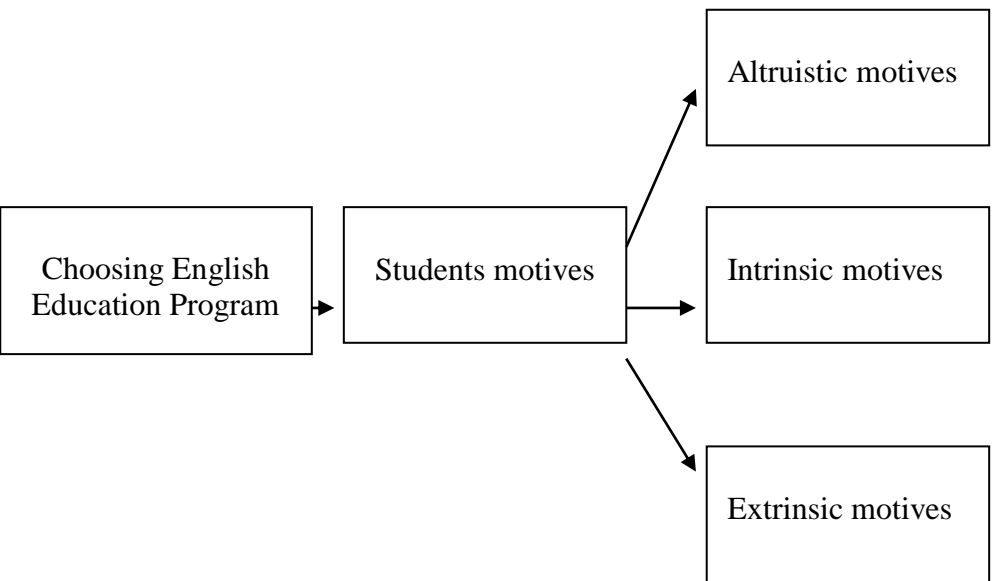 Altruistic motives
Choosing English
Education Program
Students motives
Intrinsic motives
Extrinsic motives